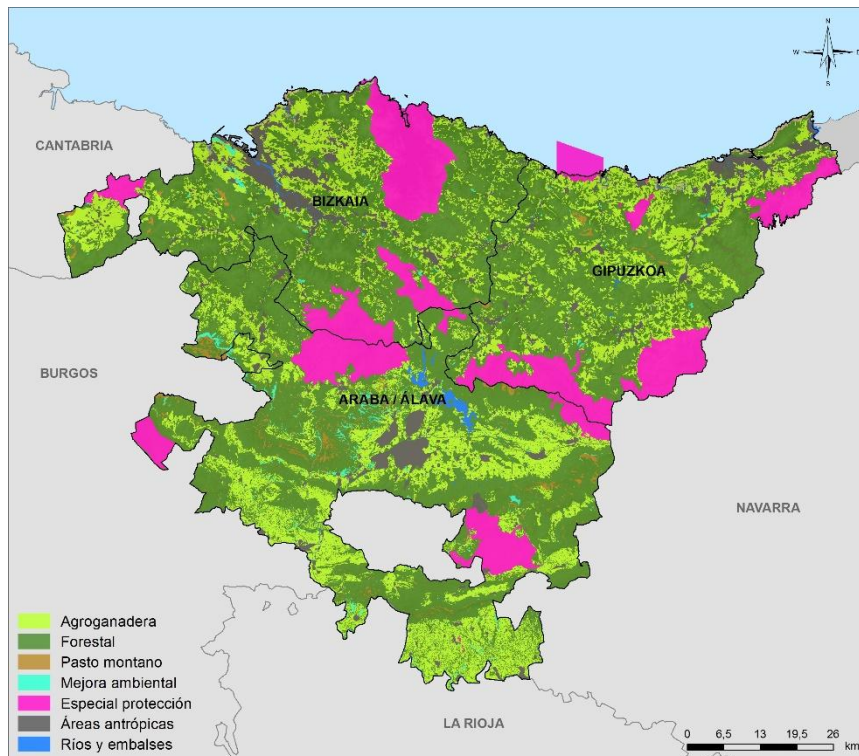 N
W
E
S
CANTABRIA
BIZKAIA
GIPUZKOA
BURGOS
ARABA / ÁLAVA
NAVARRA
LA RIOJA
Agroganadera
Forestal
Pasto montano
Mejora ambiental
Especial protección
Áreas antrópicas
Ríos y embalses
0 6,5 13 19,5 26
km